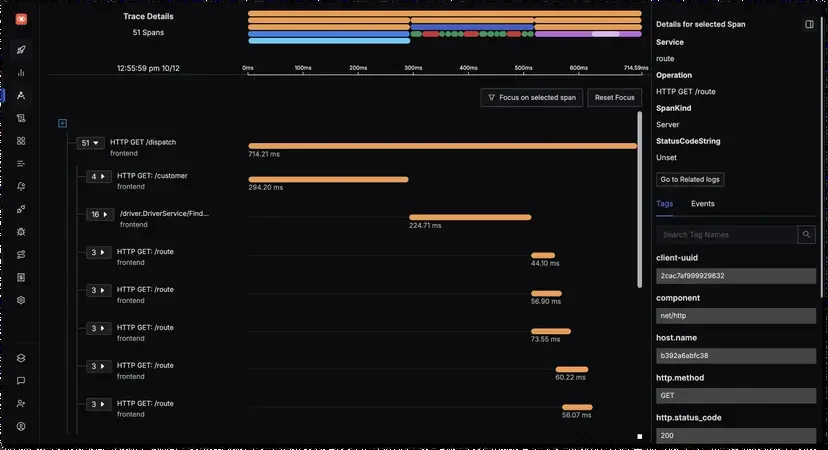 Trace Details
51 Spans
12:55:59 pm 10/12
0ms 100ms 200ms 300ms 400ms 500ms 600ms 714.59ms
Focus on selected span
Reset Focus
51 HTTP GET /dispatch
frontend
714.21 ms
4 HTTP GET: /customer
frontend
294.20 ms
16 /driver.DriverService/Find...
frontend
224.71 ms
3 HTTP GET: /route
frontend
44.10 ms
3 HTTP GET: /route
frontend
56.90 ms
3 HTTP GET: /route
frontend
73.55 ms
3 HTTP GET: /route
frontend
60.22 ms
3 HTTP GET: /route
frontend
56.07 ms
Details for selected Span
Service
route
Operation
HTTP GET /route
SpanKind
Server
StatusCodeString
Unset
Go to Related logs
Tags Events
Search Tag Names
client-uuid
2cac7af999929632
component
net/http
host.name
b392a6abfc38
http.method
GET
http.status_code
200